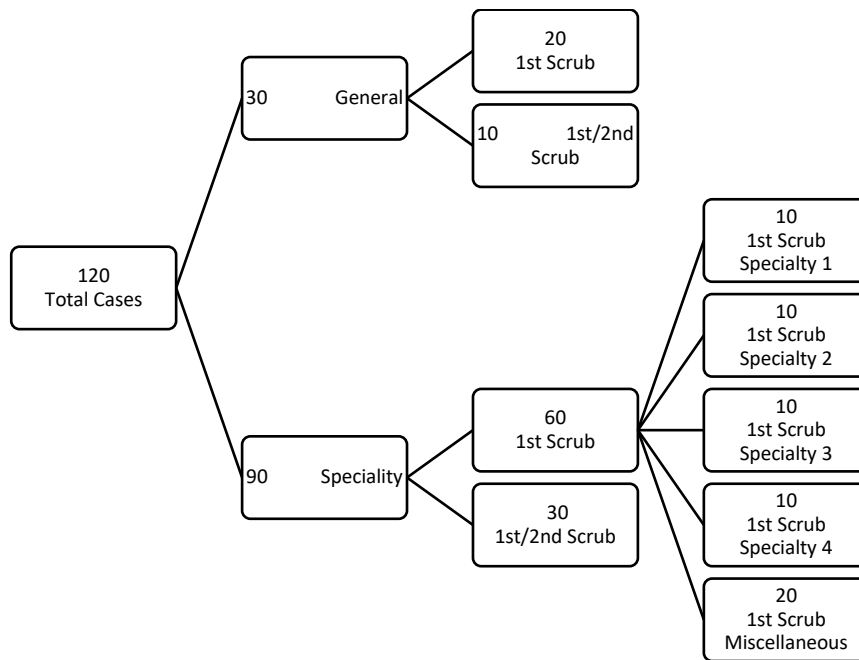 20
1st Scrub
30 General
10 1st/2nd
Scrub
10
1st Scrub
Specialty 1
120
Total Cases
10
1st Scrub
Specialty 2
60
1st Scrub
10
1st Scrub
Specialty 3
90 Speciality
30
1st/2nd Scrub
10
1st Scrub
Specialty 4
20
1st Scrub
Miscellaneous